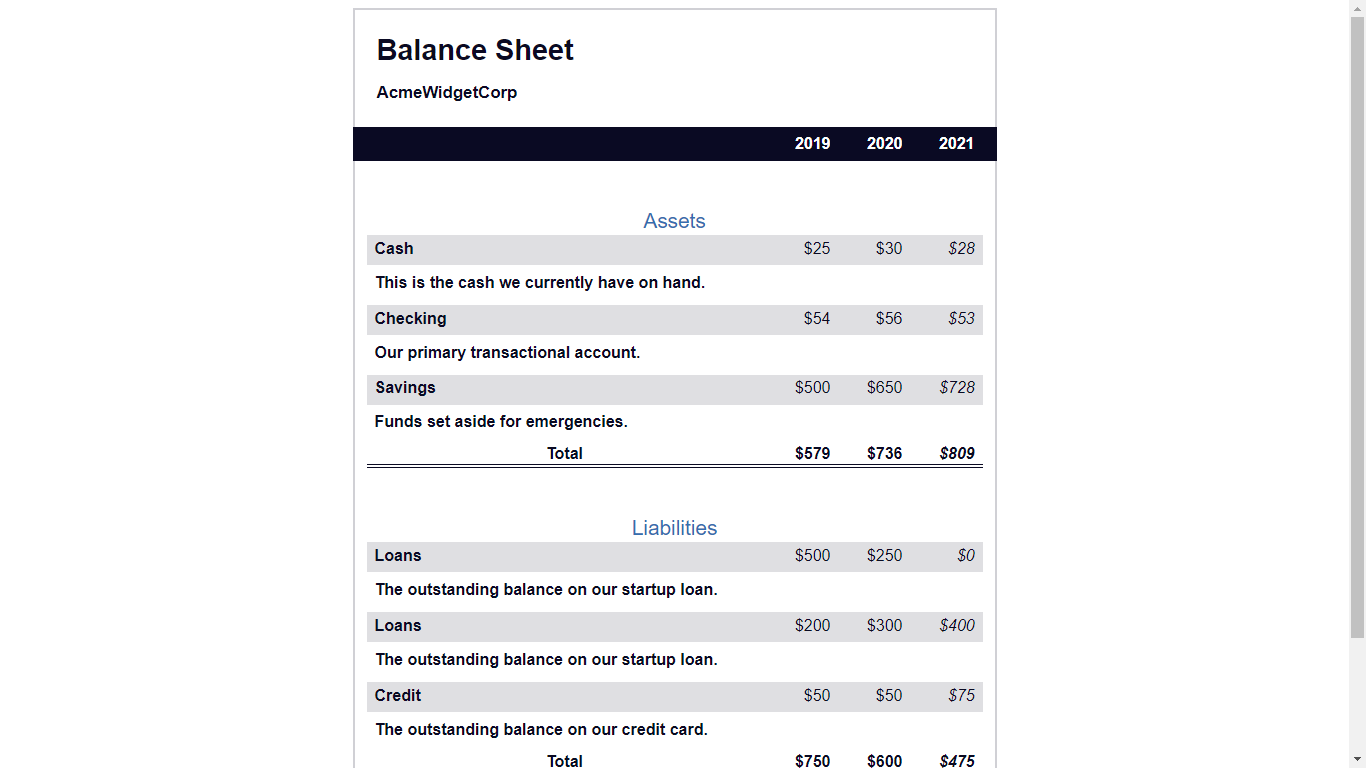 Balance Sheet
AcmeWidgetCorp
2019 2020 2021
Assets
Cash $25 $30 $28
This is the cash we currently have on hand.
Checking $54 $56 $53
Our primary transactional account.
Savings $500 $650 $728
Funds set aside for emergencies.
Total $579 $736 $809
Liabilities
Loans $500 $250 $0
The outstanding balance on our startup loan.
Loans $200 $300 $400
The outstanding balance on our startup loan.
Credit $50 $50 $75
The outstanding balance on our credit card.
Total $750 $600 $475